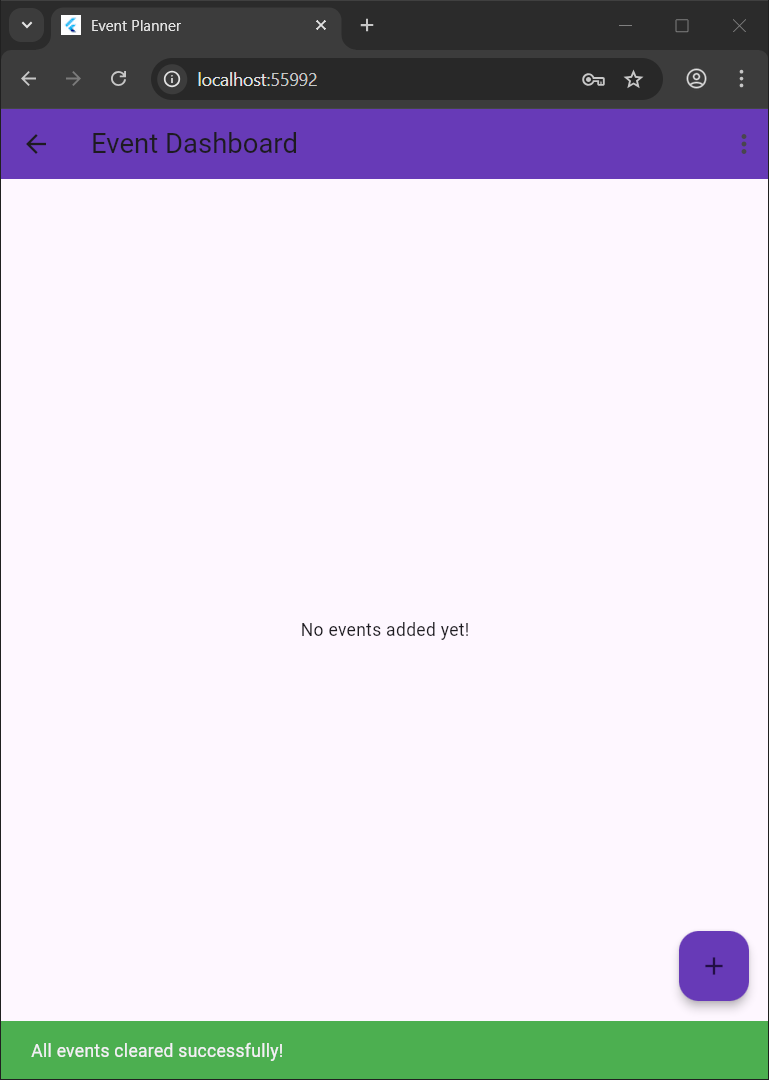 Event Planner
localhost:55992
Event Dashboard
No events added yet!
All events cleared successfully!